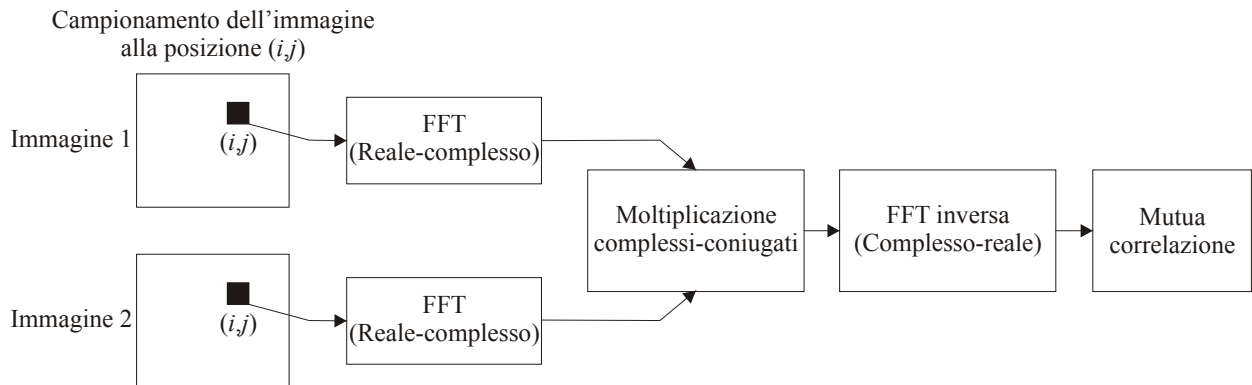 Campionamento dell'immagine
alla posizione (i,j)
Immagine 1
(i,j)
FFT
(Reale-complesso)
Moltiplicazione
complessi-coniugati
FFT inversa
(Complesso-reale)
Mutua
correlazione
Immagine 2
(i,j)
FFT
(Reale-complesso)